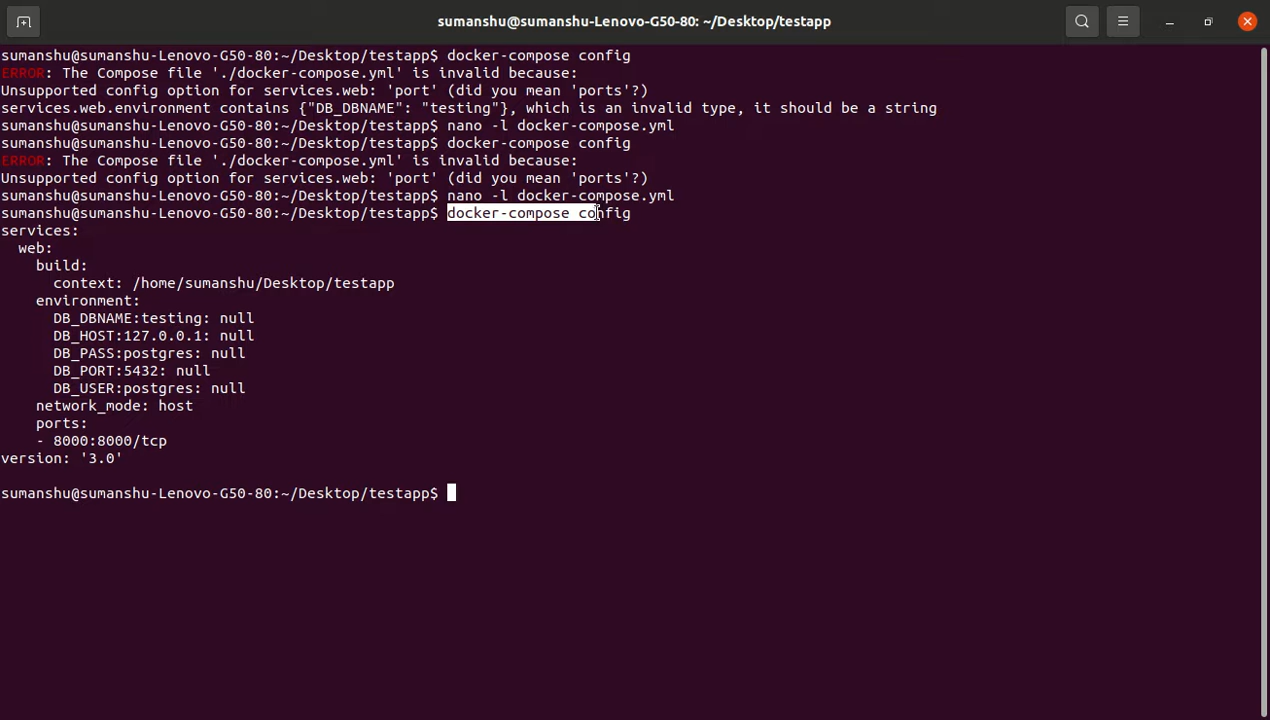 sumanshu@sumanshu-Lenovo-G50-80: ~/Desktop/testapp
sumanshu@sumanshu-Lenovo-G50-80:~/Desktop/testapp$ docker-compose config
ERROR: The Compose file './docker-compose.yml' is invalid because:
Unsupported config option for services.web: 'port' (did you mean 'ports'?)
services.web.environment contains {"DB_DBNAME": "testing"}, which is an invalid type, it should be a string
sumanshu@sumanshu-Lenovo-G50-80:~/Desktop/testapp$ nano -l docker-compose.yml
sumanshu@sumanshu-Lenovo-G50-80:~/Desktop/testapp$ docker-compose config
ERROR: The Compose file './docker-compose.yml' is invalid because:
Unsupported config option for services.web: 'port' (did you mean 'ports'?)
sumanshu@sumanshu-Lenovo-G50-80:~/Desktop/testapp$ nano -l docker-compose.yml
sumanshu@sumanshu-Lenovo-G50-80:~/Desktop/testapp$ docker-compose config
services:
  web:
    build:
      context: /home/sumanshu/Desktop/testapp
    environment:
      DB_DBNAME:testing: null
      DB_HOST:127.0.0.1: null
      DB_PASS:postgres: null
      DB_PORT:5432: null
      DB_USER:postgres: null
    network_mode: host
    ports:
    - 8000:8000/tcp
version: '3.0'
sumanshu@sumanshu-Lenovo-G50-80:~/Desktop/testapp$